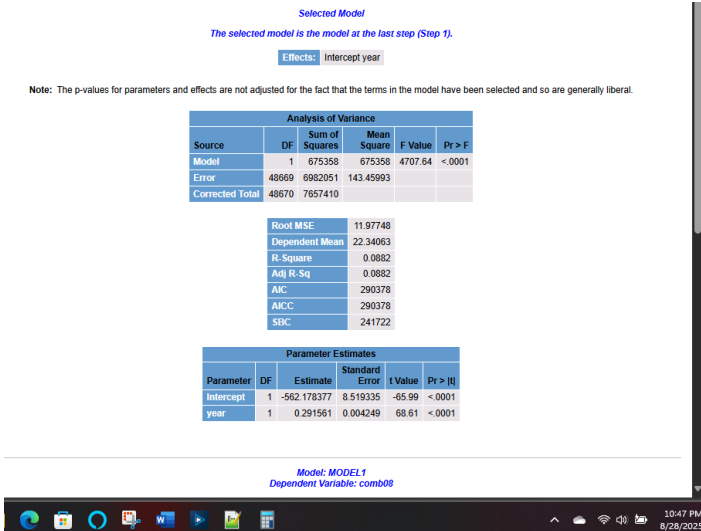 Selected Model
The selected model is the model at the last step (Step 1).
Effects: Intercept year
Note: The p-values for parameters and effects are not adjusted for the fact that the terms in the model have been selected and so are generally liberal.
Analysis of Variance
Source DF Sum of Squares Mean Square F Value Pr > F
Model 1 675358 675358 4707.64 <.0001
Error 48669 6982051 143.45993
Corrected Total 48670 7657410
Root MSE 11.97748
Dependent Mean 22.34063
R-Square 0.0882
Adj R-Sq 0.0882
AIC 290378
AICC 290378
SBC 241722
Parameter Estimates
Parameter DF Estimate Standard Error t Value Pr > |t|
Intercept 1 -562.178377 8.519335 -65.99 <.0001
year 1 0.291561 0.004249 68.61 <.0001
Model: MODEL1
Dependent Variable: comb08
W
10:47 PM
8/28/2025